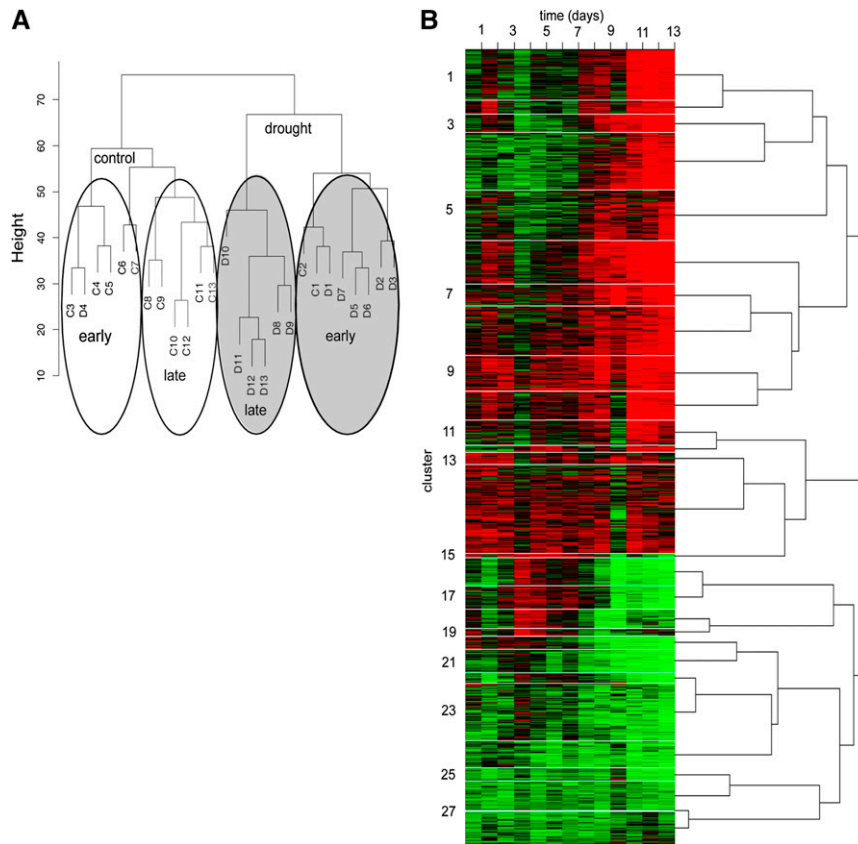 A
Height
70
60
50
40
30
20
10
control
drought
C3
D4
C4
C5
C6
C7
early
C8
C9
C10
C12
C11
C13
late
D10
D11
D12
D13
D8
D9
late
C2
C1
D1
D7
D5
D6
D2
D3
early
B
time (days)
1 3 5 7 9 11 13
cluster
1
3
5
7
9
11
13
15
17
19
21
23
25
27